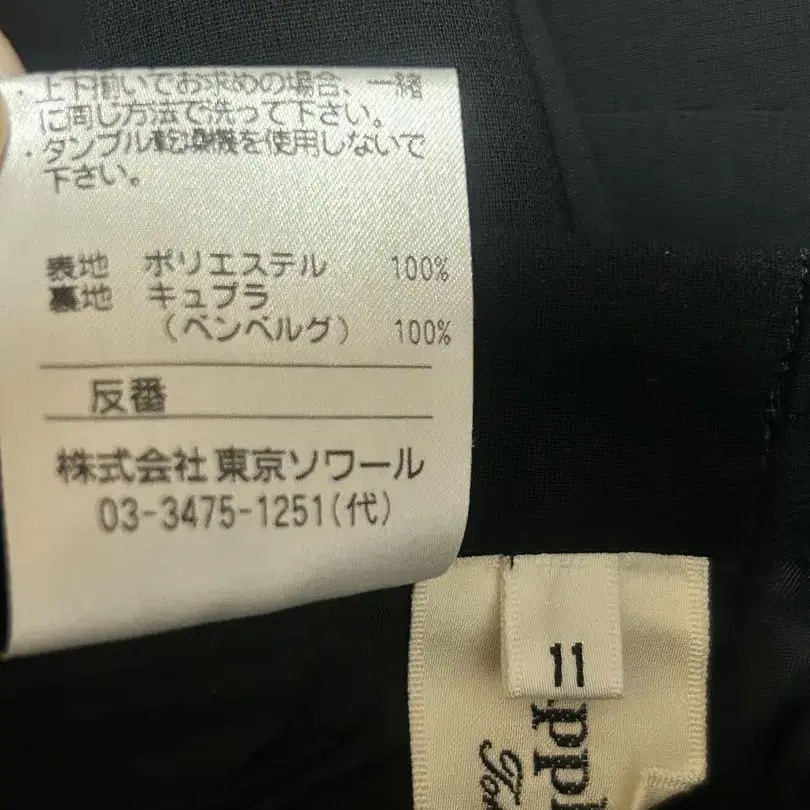 ・上下揃いでお求めの場合、一緒
に同じ方法で洗って下さい。
・タンブル乾燥機を使用しないで
下さい。
表地 ポリエステル 100%
裏地 キュプラ
（ベンベルグ） 100%
反番
株式会社 東京ソワール
03-3475-1251(代)
11